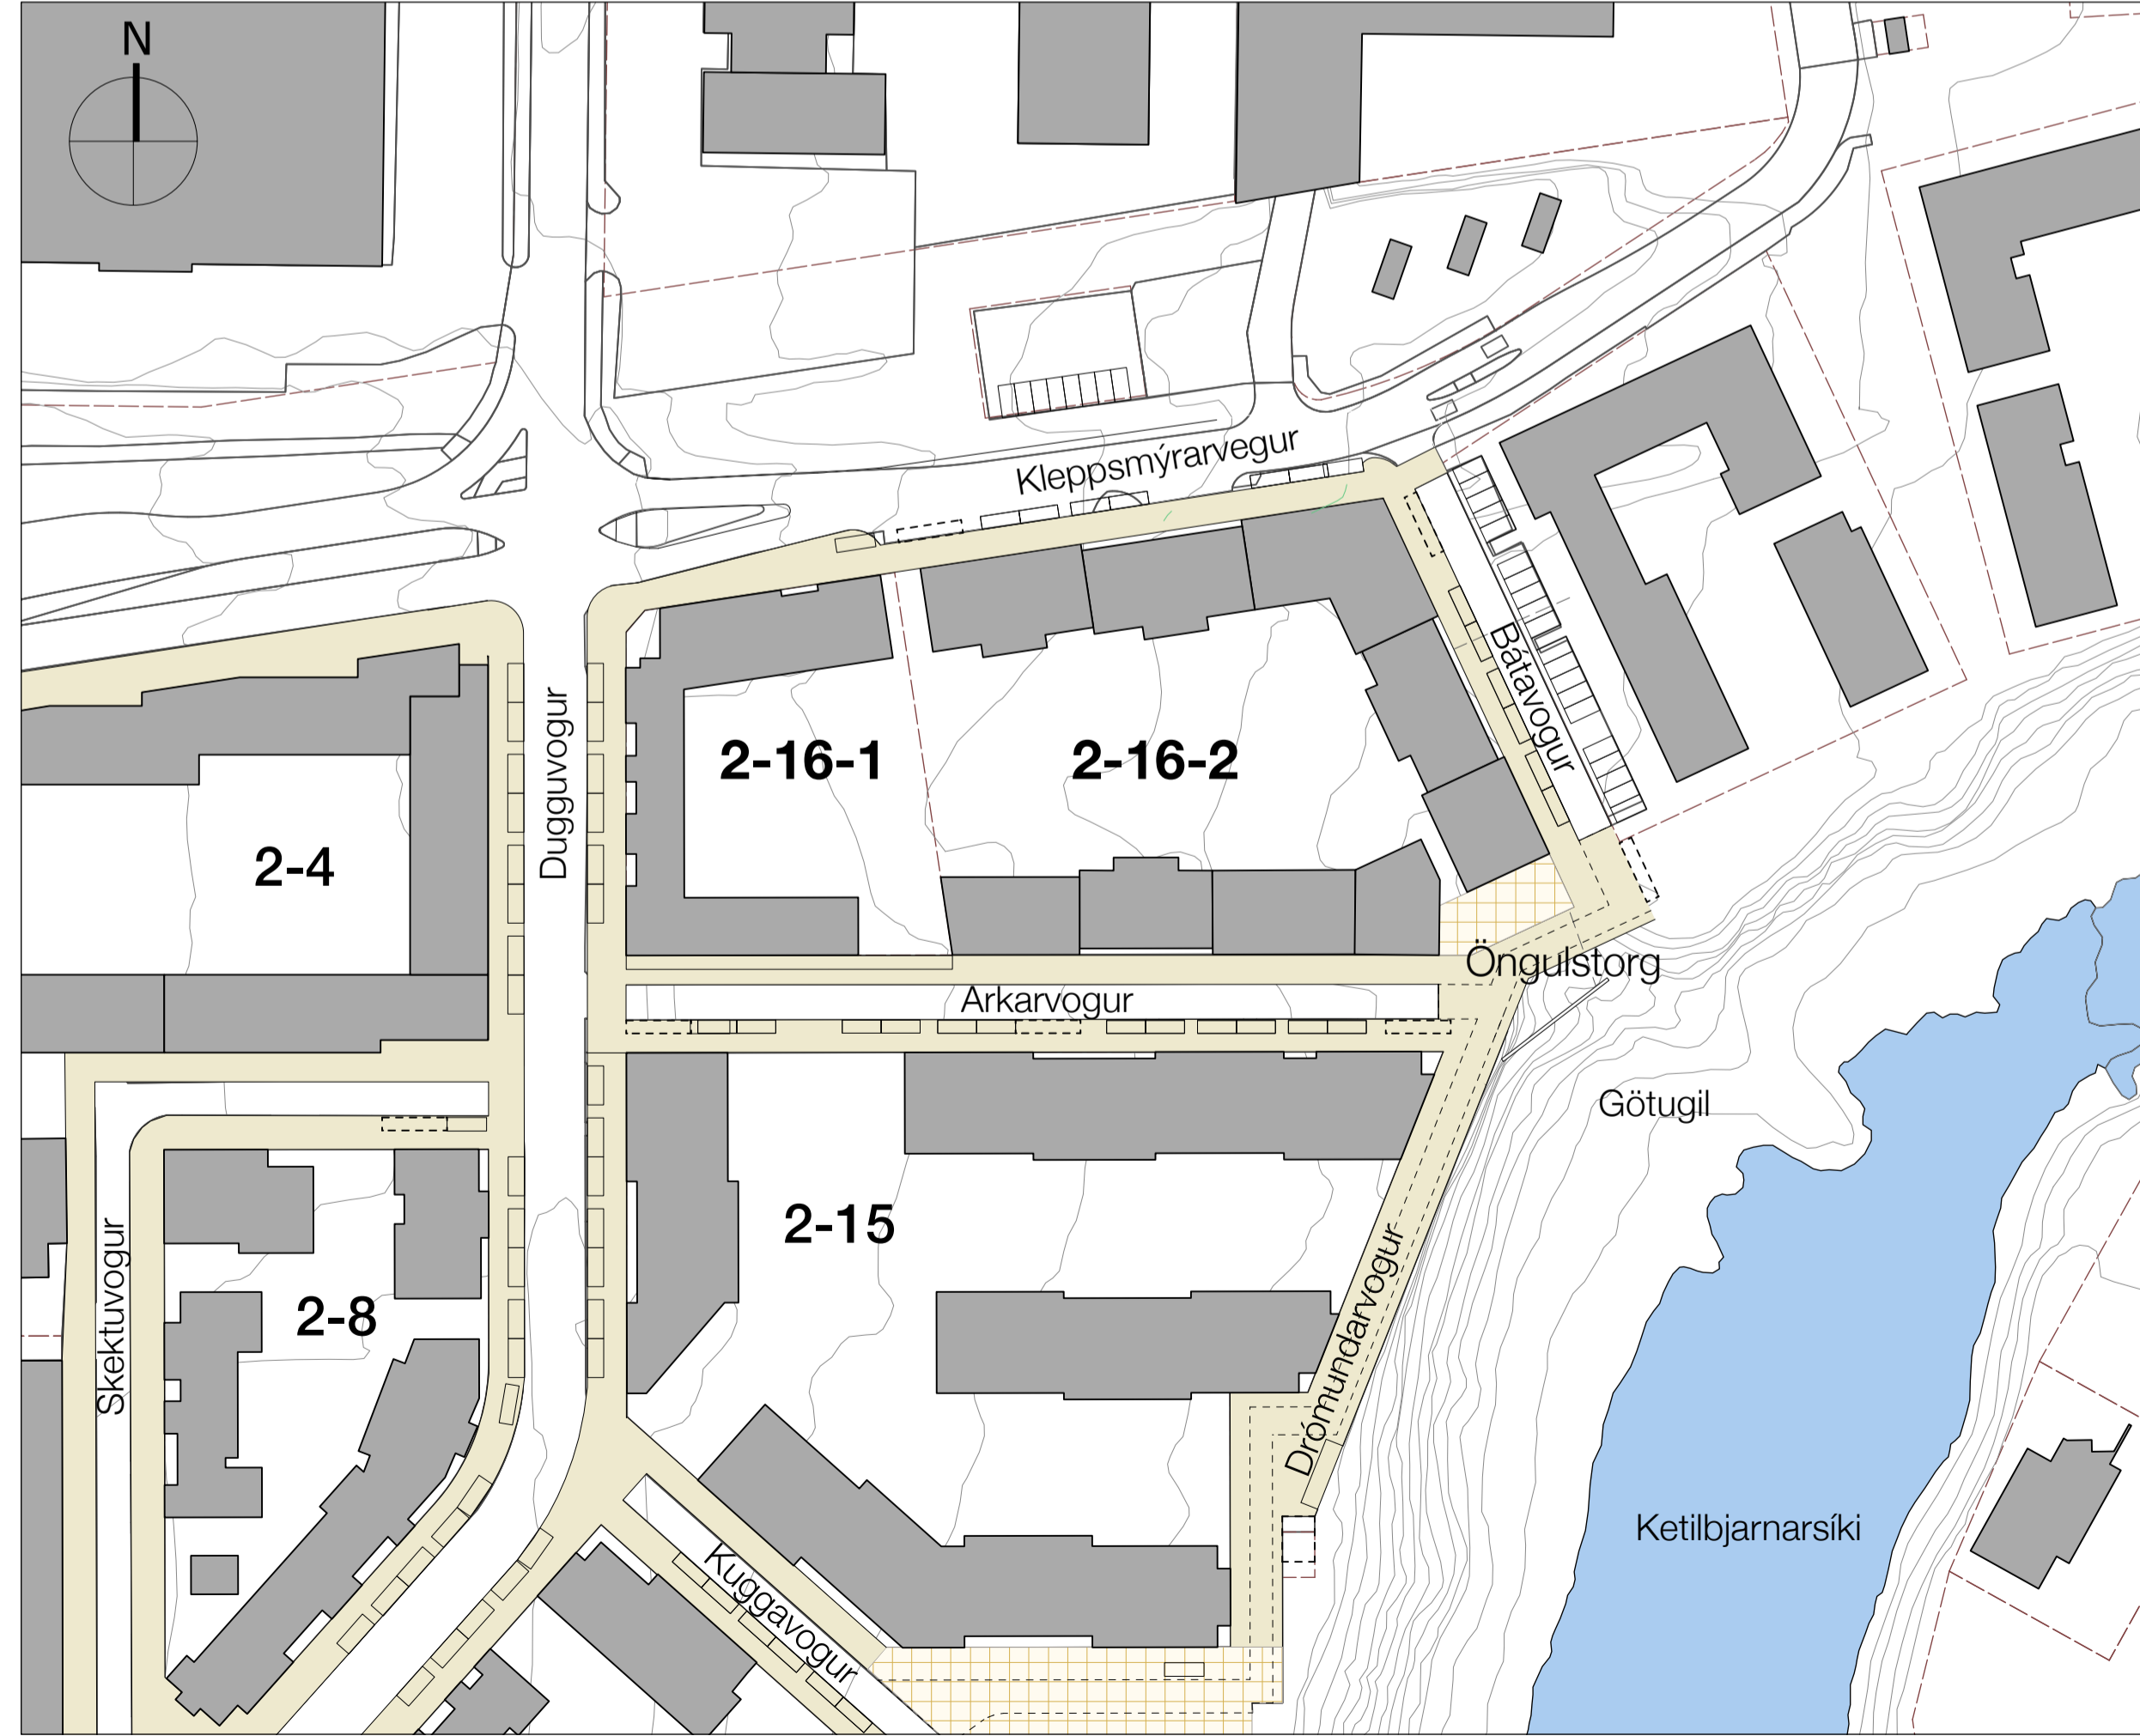 N
Kleppsmýrarvegur
Bátavogur
Dugguvogur
2-16-1
2-16-2
2-4
Öngulstorg
Arkarvogur
Götugil
2-15
Skektuvogur
2-8
Drómundarvogur
Ketilbjarnarsíki
Kuggavogur